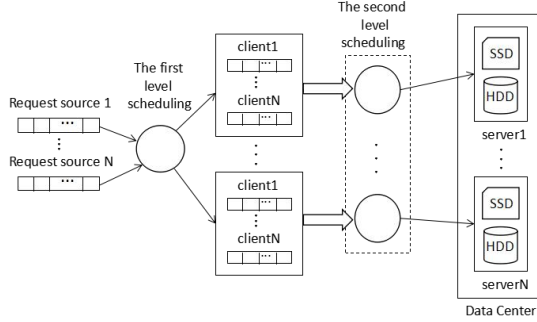 Request source 1
...
Request source N
...
The first
level
scheduling
client1
...
clientN
...
client1
...
clientN
...
The second
level
scheduling
SSD
HDD
server1
SSD
HDD
serverN
Data Center